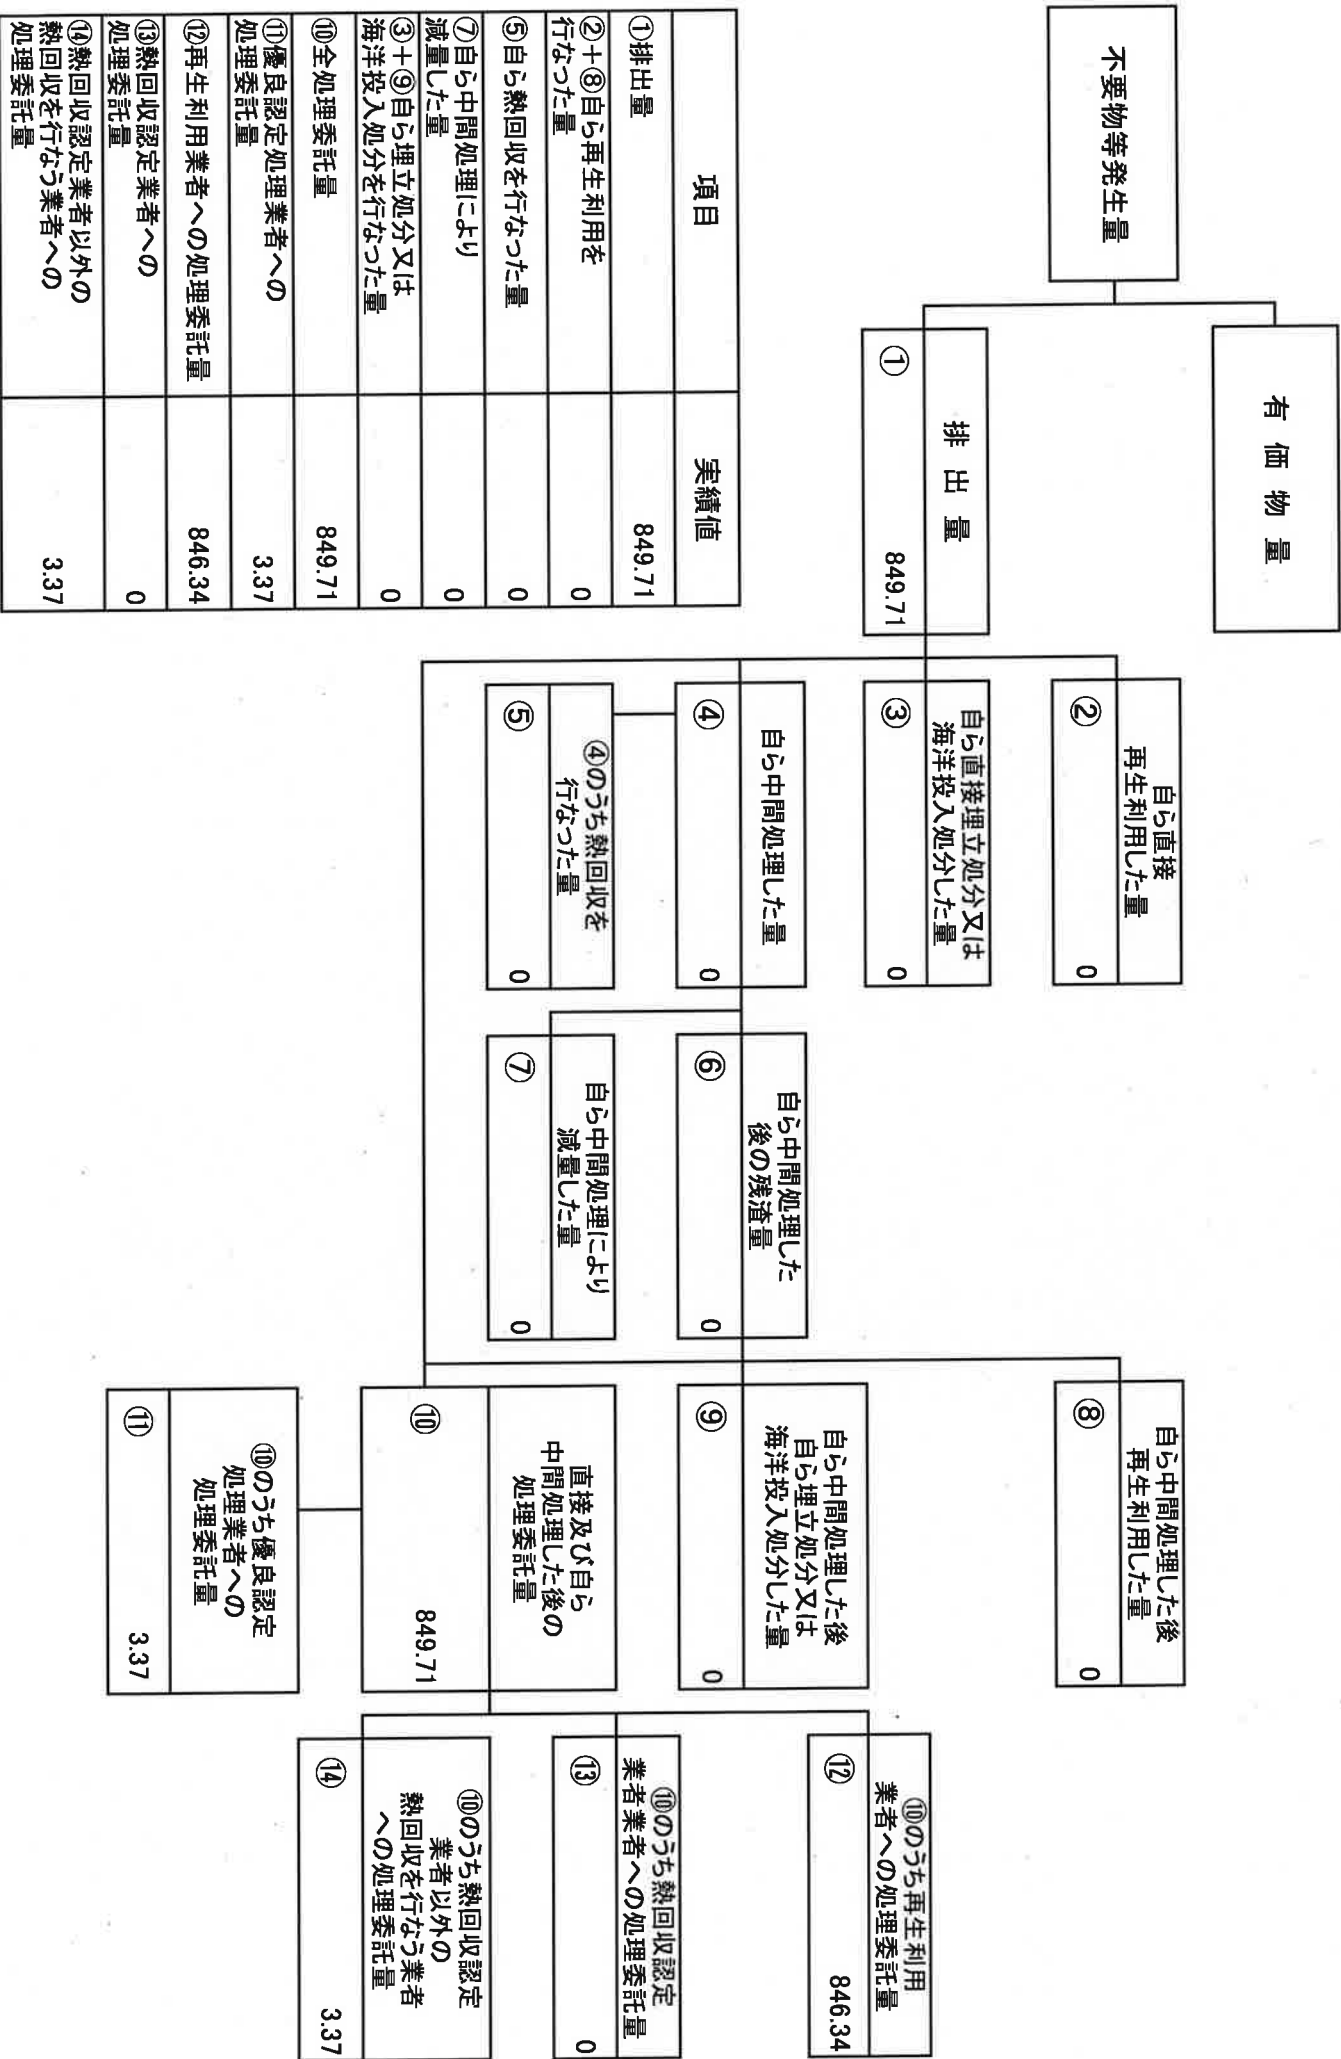 不要物等発生量
有価物量
排出量
① 849.71
自ら直接
再生利用した量
② 0
自ら直接埋立処分又は
海洋投入処分した量
③ 0
自ら中間処理した量
④ 0
④のうち熱回収を
行なった量
⑤ 0
自ら中間処理した
後の残渣量
⑥ 0
自ら中間処理により
減量した量
⑦ 0
自ら中間処理した後
再生利用した量
⑧ 0
自ら中間処理した後
自ら埋立処分又は
海洋投入処分した量
⑨ 0
直接及び自ら
中間処理した後の
処理委託量
⑩ 849.71
⑩のうち優良認定
処理業者への
処理委託量
⑪ 3.37
⑩のうち再生利用
業者への処理委託量
⑫ 846.34
⑩のうち熱回収認定
業者業者への処理委託量
⑬ 0
⑩のうち熱回収認定
業者以外の
熱回収を行なう業者
への処理委託量
⑭ 3.37
項目 実績値
①排出量 849.71
②+⑧自ら再生利用を
行なった量 0
⑤自ら熱回収を行なった量 0
⑦自ら中間処理により
減量した量 0
③+⑨自ら埋立処分又は
海洋投入処分を行なった量 0
⑩全処理委託量 849.71
⑪優良認定処理業者への
処理委託量 3.37
⑫再生利用業者への処理委託量 846.34
⑬熱回収認定業者への
処理委託量 0
⑭熱回収認定業者以外の
熱回収を行なう業者への
処理委託量 3.37